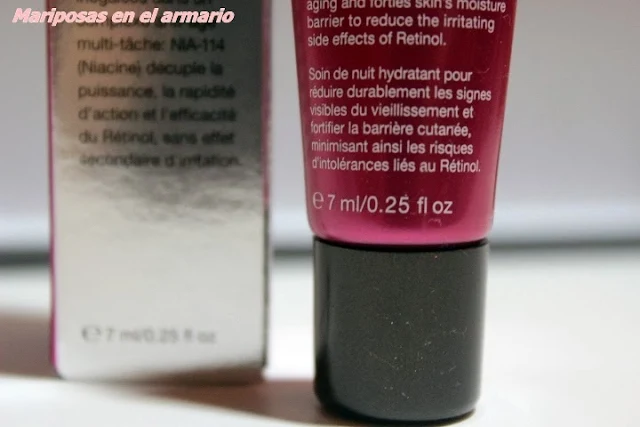 Mariposas en el armario
multi-tâche: NIA-114
(Niacine) décuple la
puissance, la rapidité
d'action et l'efficacité
du Rétinol, sans effet
secondaire d'irritation.
℮ 7 ml/0.25 fl oz
aging and forties skin's moisture
barrier to reduce the irritating
side effects of Retinol.
Soin de nuit hydratant pour
réduire durablement les signes
visibles du vieillissement et
fortifier la barrière cutanée,
minimisant ainsi les risques
d'intolérances liés au Rétinol.
℮ 7 ml/0.25 fl oz